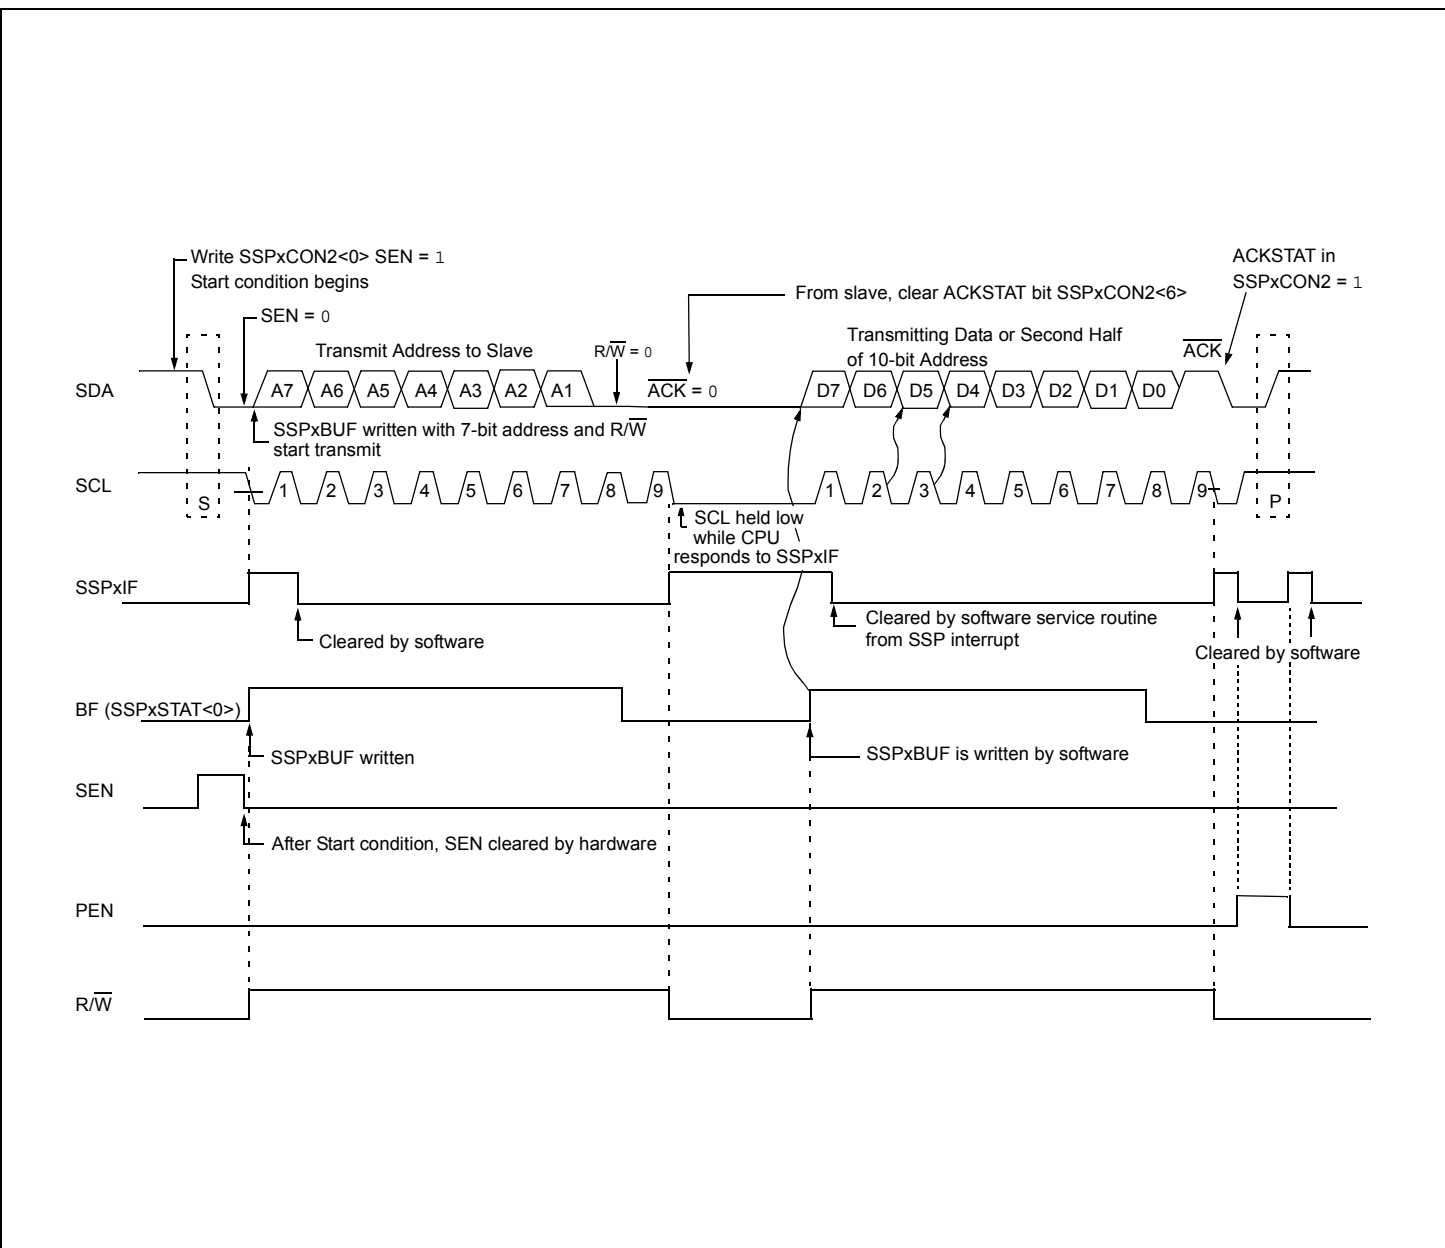 Write SSPxCON2<0> SEN = 1
Start condition begins
ACKSTAT in
SSPxCON2 = 1
From slave, clear ACKSTAT bit SSPxCON2<6>
SEN = 0
Transmit Address to Slave
R/W̅ = 0
Transmitting Data or Second Half
of 10-bit Address
A̅C̅K̅
SDA
A7 A6 A5 A4 A3 A2 A1
A̅C̅K̅ = 0
D7 D6 D5 D4 D3 D2 D1 D0
SSPxBUF written with 7-bit address and R/W̅
start transmit
SCL
S
1 2 3 4 5 6 7 8 9
1 2 3 4 5 6 7 8 9
P
SCL held low
while CPU
responds to SSPxIF
SSPxIF
Cleared by software
Cleared by software service routine
from SSP interrupt
Cleared by software
BF (SSPxSTAT<0>)
SSPxBUF written
SSPxBUF is written by software
SEN
After Start condition, SEN cleared by hardware
PEN
R/W̅